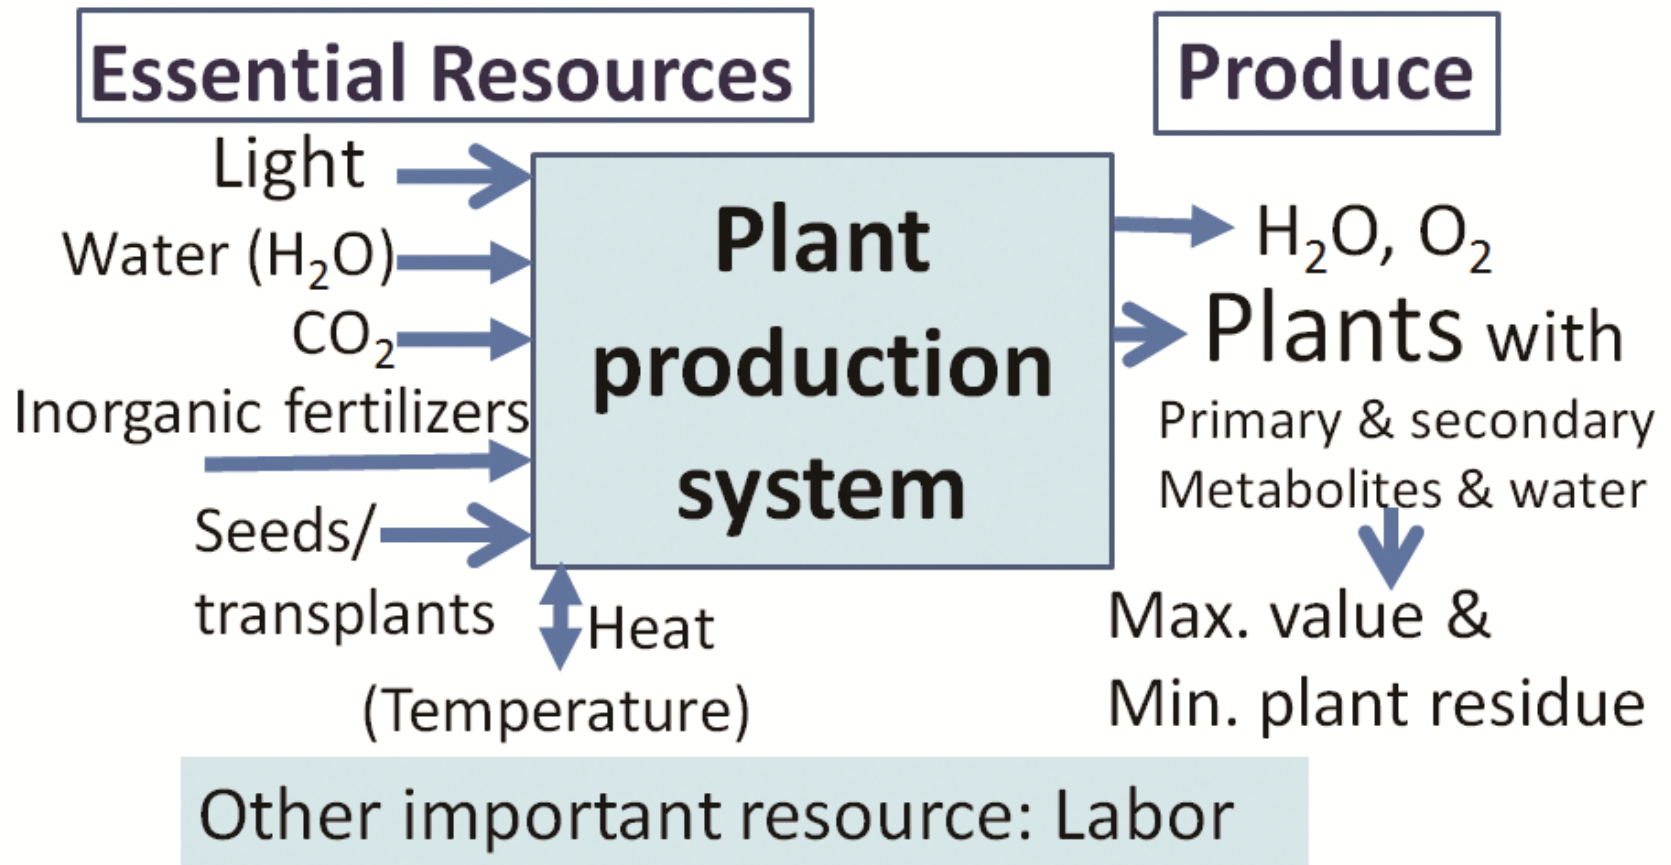 Essential Resources
Light
Water (H₂O)
CO₂
Inorganic fertilizers
Seeds/
transplants
Heat
(Temperature)
Plant
production
system
Produce
H₂O, O₂
Plants with
Primary & secondary
Metabolites & water
Max. value &
Min. plant residue
Other important resource: Labor